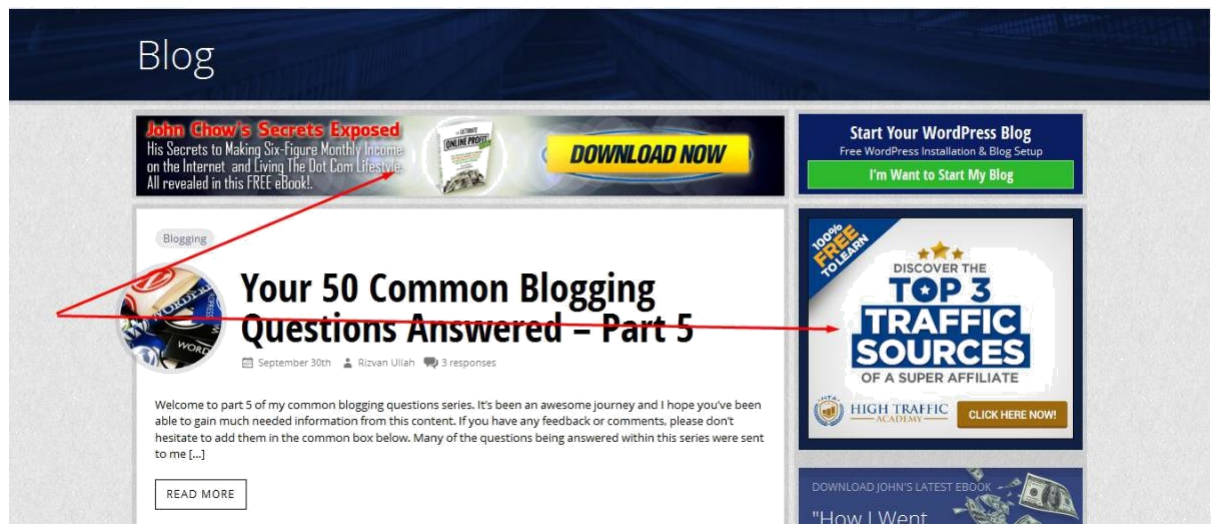 Blog
John Chow's Secrets Exposed
His Secrets to Making Six-Figure Monthly Income
on the Internet and Living The Dot Com Lifestyle.
All revealed in this FREE eBook!.
ULTIMATE
ONLINE PROFIT
DOWNLOAD NOW
Start Your WordPress Blog
Free WordPress Installation & Blog Setup
I'm Want to Start My Blog
Blogging
Your 50 Common Blogging
Questions Answered – Part 5
September 30th Rizvan Ullah 3 responses
Welcome to part 5 of my common blogging questions series. It's been an awesome journey and I hope you've been
able to gain much needed information from this content. If you have any feedback or comments, please don't
hesitate to add them in the common box below. Many of the questions being answered within this series were sent
to me [...]
READ MORE
100%
FREE
TO LEARN
DISCOVER THE
TOP 3
TRAFFIC
SOURCES
OF A SUPER AFFILIATE
HIGH TRAFFIC
ACADEMY
CLICK HERE NOW!
DOWNLOAD JOHN'S LATEST EBOOK
"How I Went